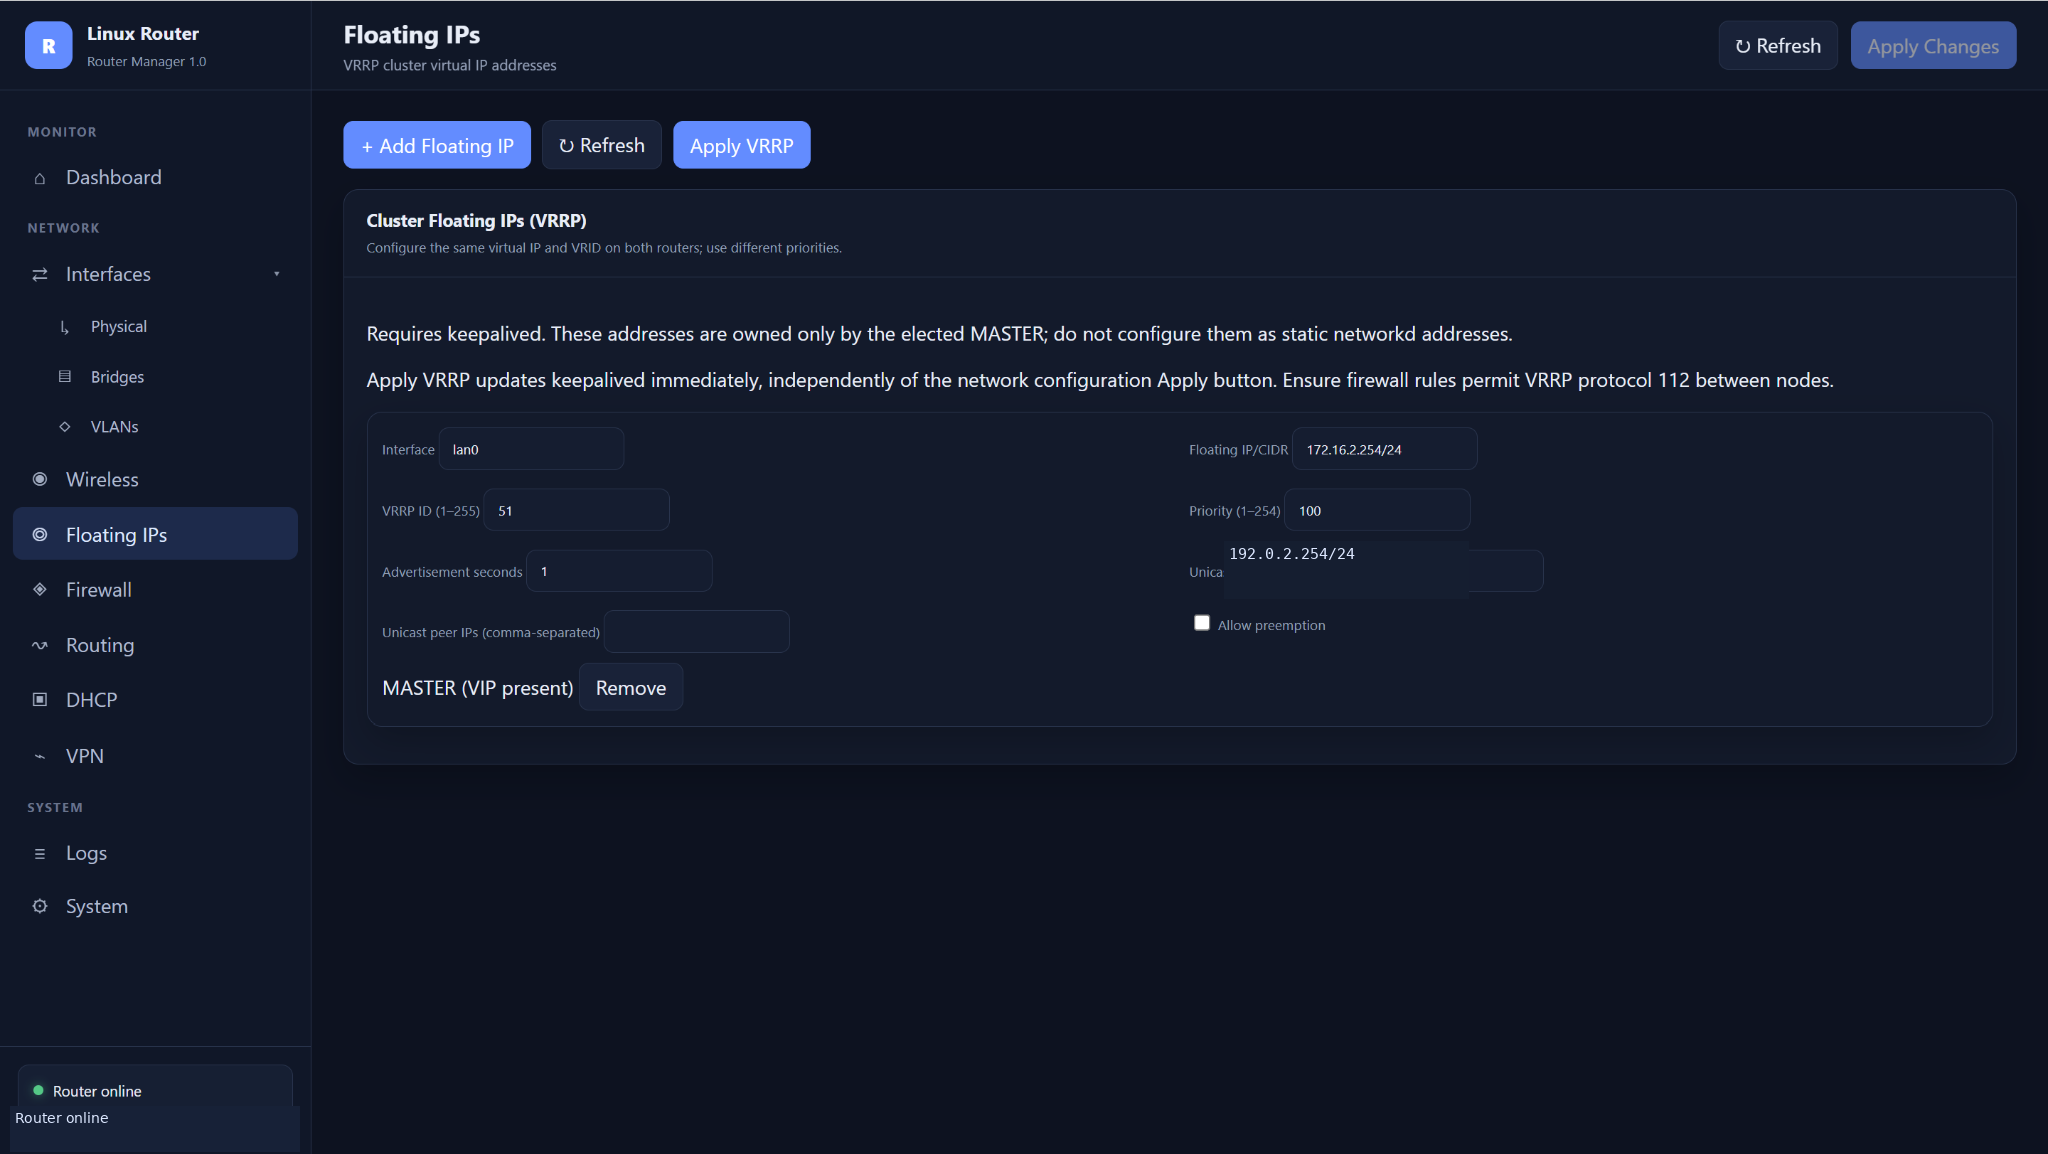 R
Linux Router
Router Manager 1.0
MONITOR
Dashboard
NETWORK
Interfaces
Physical
Bridges
VLANs
Wireless
Floating IPs
Firewall
Routing
DHCP
VPN
SYSTEM
Logs
System
Router online
Router online
Floating IPs
VRRP cluster virtual IP addresses
↻ Refresh
Apply Changes
+ Add Floating IP
↻ Refresh
Apply VRRP
Cluster Floating IPs (VRRP)
Configure the same virtual IP and VRID on both routers; use different priorities.
Requires keepalived. These addresses are owned only by the elected MASTER; do not configure them as static networkd addresses.
Apply VRRP updates keepalived immediately, independently of the network configuration Apply button. Ensure firewall rules permit VRRP protocol 112 between nodes.
Interface lan0
Floating IP/CIDR 172.16.2.254/24
VRRP ID (1–255) 51
Priority (1–254) 100
192.0.2.254/24
Advertisement seconds 1
Unicast peer IPs (comma-separated)
Allow preemption
MASTER (VIP present) Remove